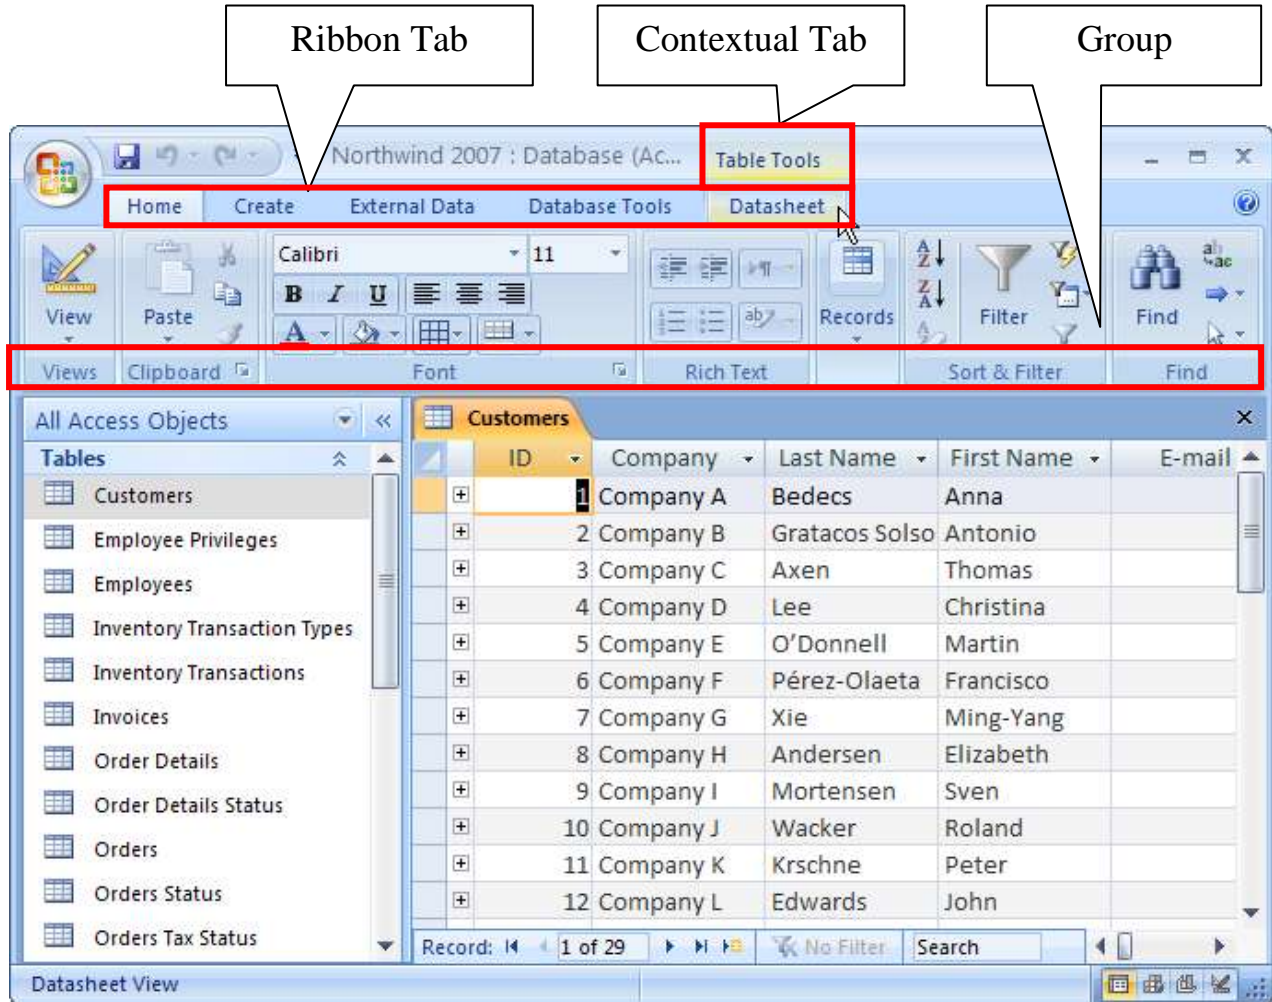 Ribbon Tab Contextual Tab Group
Northwind 2007 : Database (Ac... Table Tools
Home Create External Data Database Tools Datasheet
Calibri 11
B I U
A
A Z
Z A
ab ac
ab
View Paste Records Filter Find
Views Clipboard Font Rich Text Sort & Filter Find
All Access Objects « Customers
Tables ID Company Last Name First Name E-mail
Customers 1 Company A Bedecs Anna
Employee Privileges 2 Company B Gratacos Solso Antonio
Employees 3 Company C Axen Thomas
4 Company D Lee Christina
Inventory Transaction Types 5 Company E O’Donnell Martin
Inventory Transactions 6 Company F Pérez-Olaeta Francisco
Invoices 7 Company G Xie Ming-Yang
Order Details 8 Company H Andersen Elizabeth
Order Details Status 9 Company I Mortensen Sven
10 Company J Wacker Roland
Orders 11 Company K Krschne Peter
Orders Status 12 Company L Edwards John
Orders Tax Status Record: 1 of 29 No Filter Search
Datasheet View